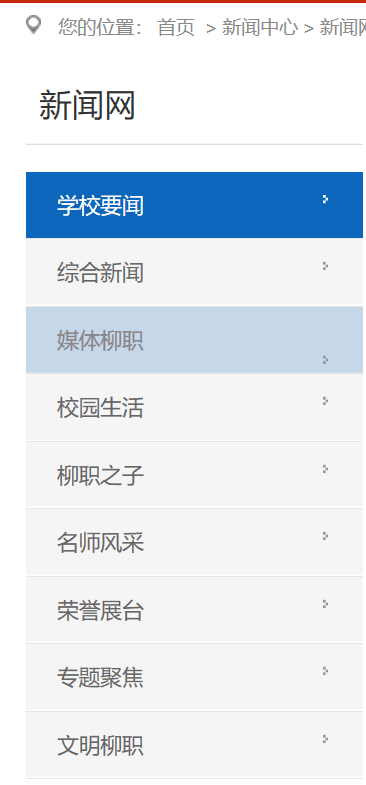 您的位置： 首页 > 新闻中心 > 新闻网
新闻网
学校要闻
综合新闻
媒体柳职
校园生活
柳职之子
名师风采
荣誉展台
专题聚焦
文明柳职